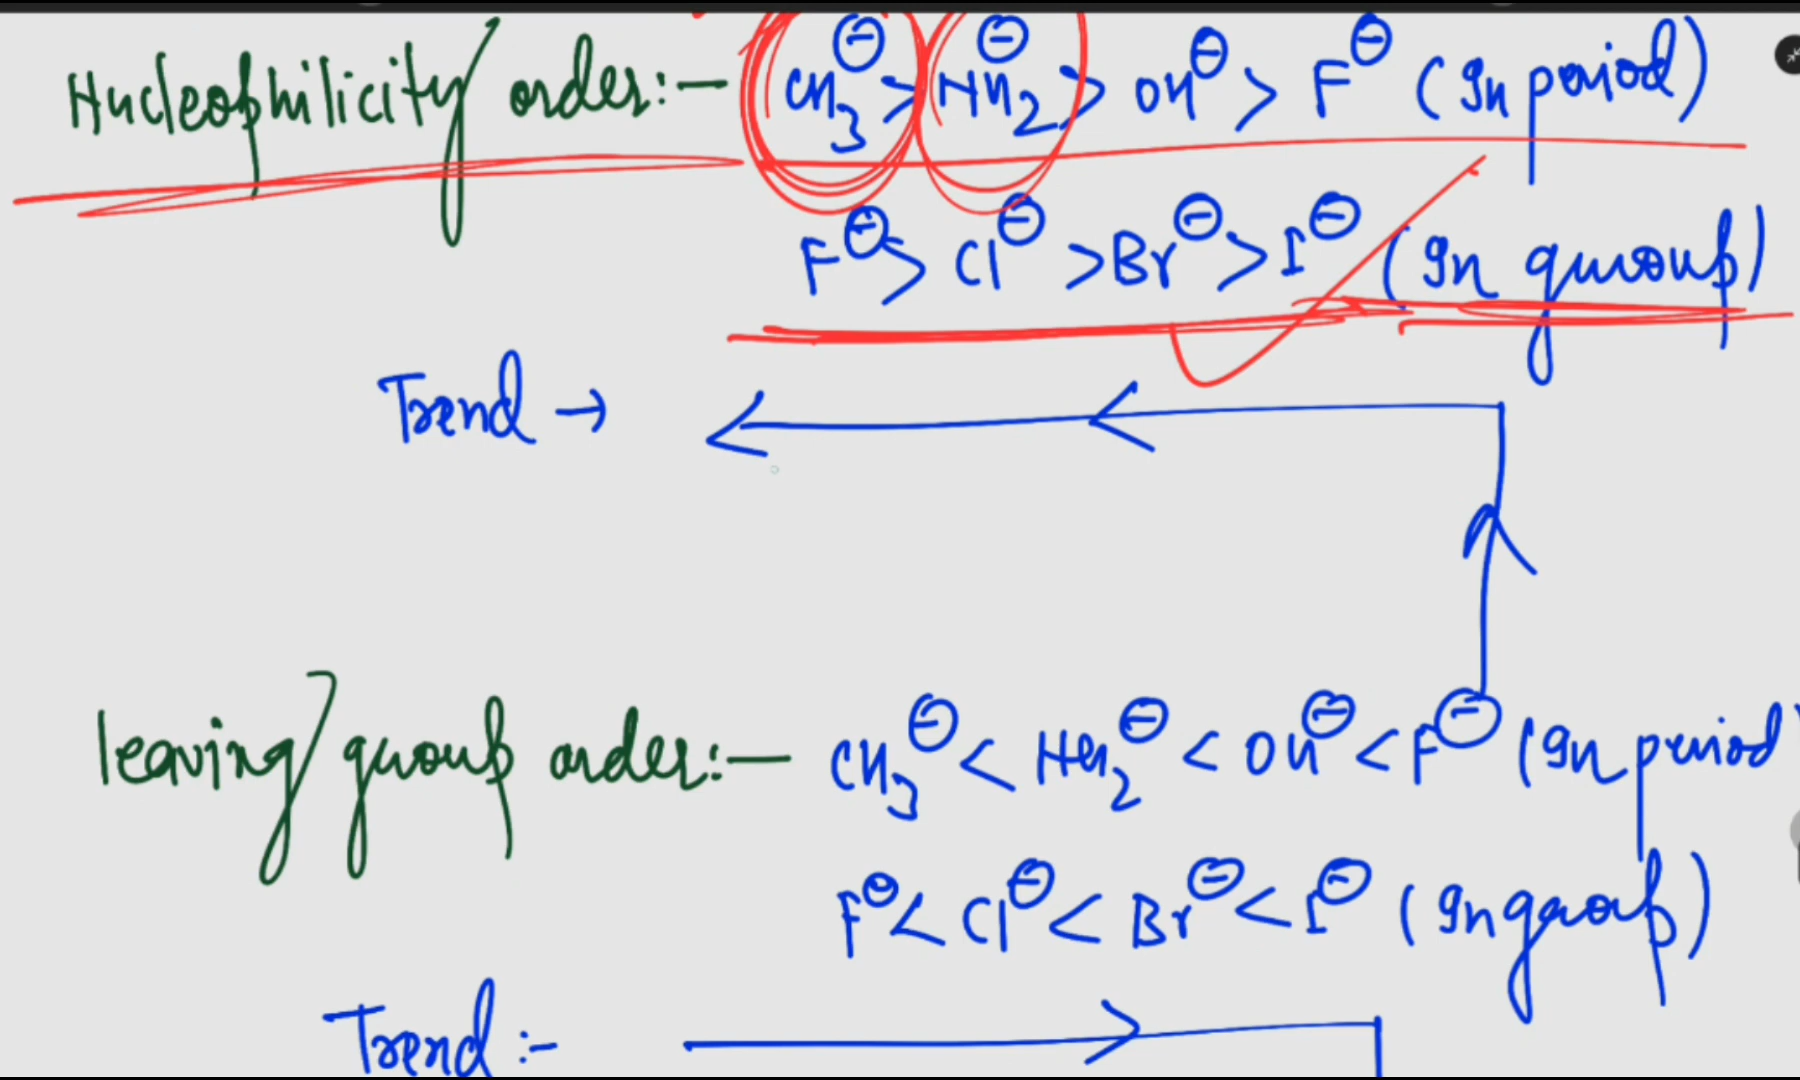 Nucleophilicity order:- CH3⊖ > NH2⊖ > OH⊖ > F⊖ (In period)
F⊖ > Cl⊖ > Br⊖ > I⊖ (In group)
Trend →
leaving group order:- CH3⊖ < NH2⊖ < OH⊖ < F⊖ (In period)
F⊖ < Cl⊖ < Br⊖ < I⊖ (In group)
Trend :-